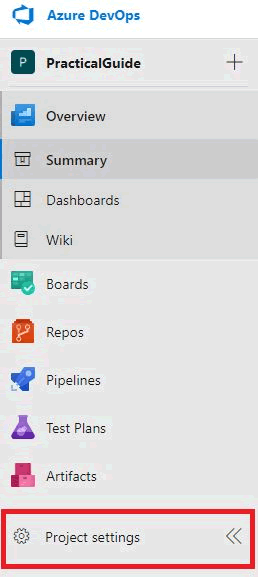 Azure DevOps
P PracticalGuide
Overview
Summary
Dashboards
Wiki
Boards
Repos
Pipelines
Test Plans
Artifacts
Project settings